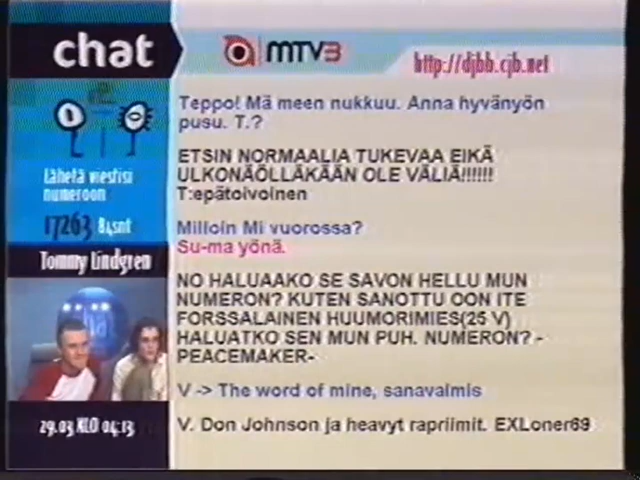 chat
MTV3
http://djbb.cjb.net
Teppo! Mä meen nukkuu. Anna hyvänyön
pusu. T.?
ETSIN NORMAALIA TUKEVAA EIKÄ
ULKONÄÖLLÄKÄÄN OLE VÄLIÄ!!!!!!
T:epätoivoinen
Lähetä viestisi
numeroon
17263 84snt
Milloin Mi vuorossa?
Su-ma yönä.
Tommy Lindgren
NO HALUAAKO SE SAVON HELLU MUN
NUMERON? KUTEN SANOTTU OON ITE
FORSSALAINEN HUUMORIMIES(25 V)
HALUATKO SEN MUN PUH. NUMERON? -
PEACEMAKER-
V -> The word of mine, sanavalmis
29.03 KLO 04:13
V. Don Johnson ja heavyt rapriimit. EXLoner69